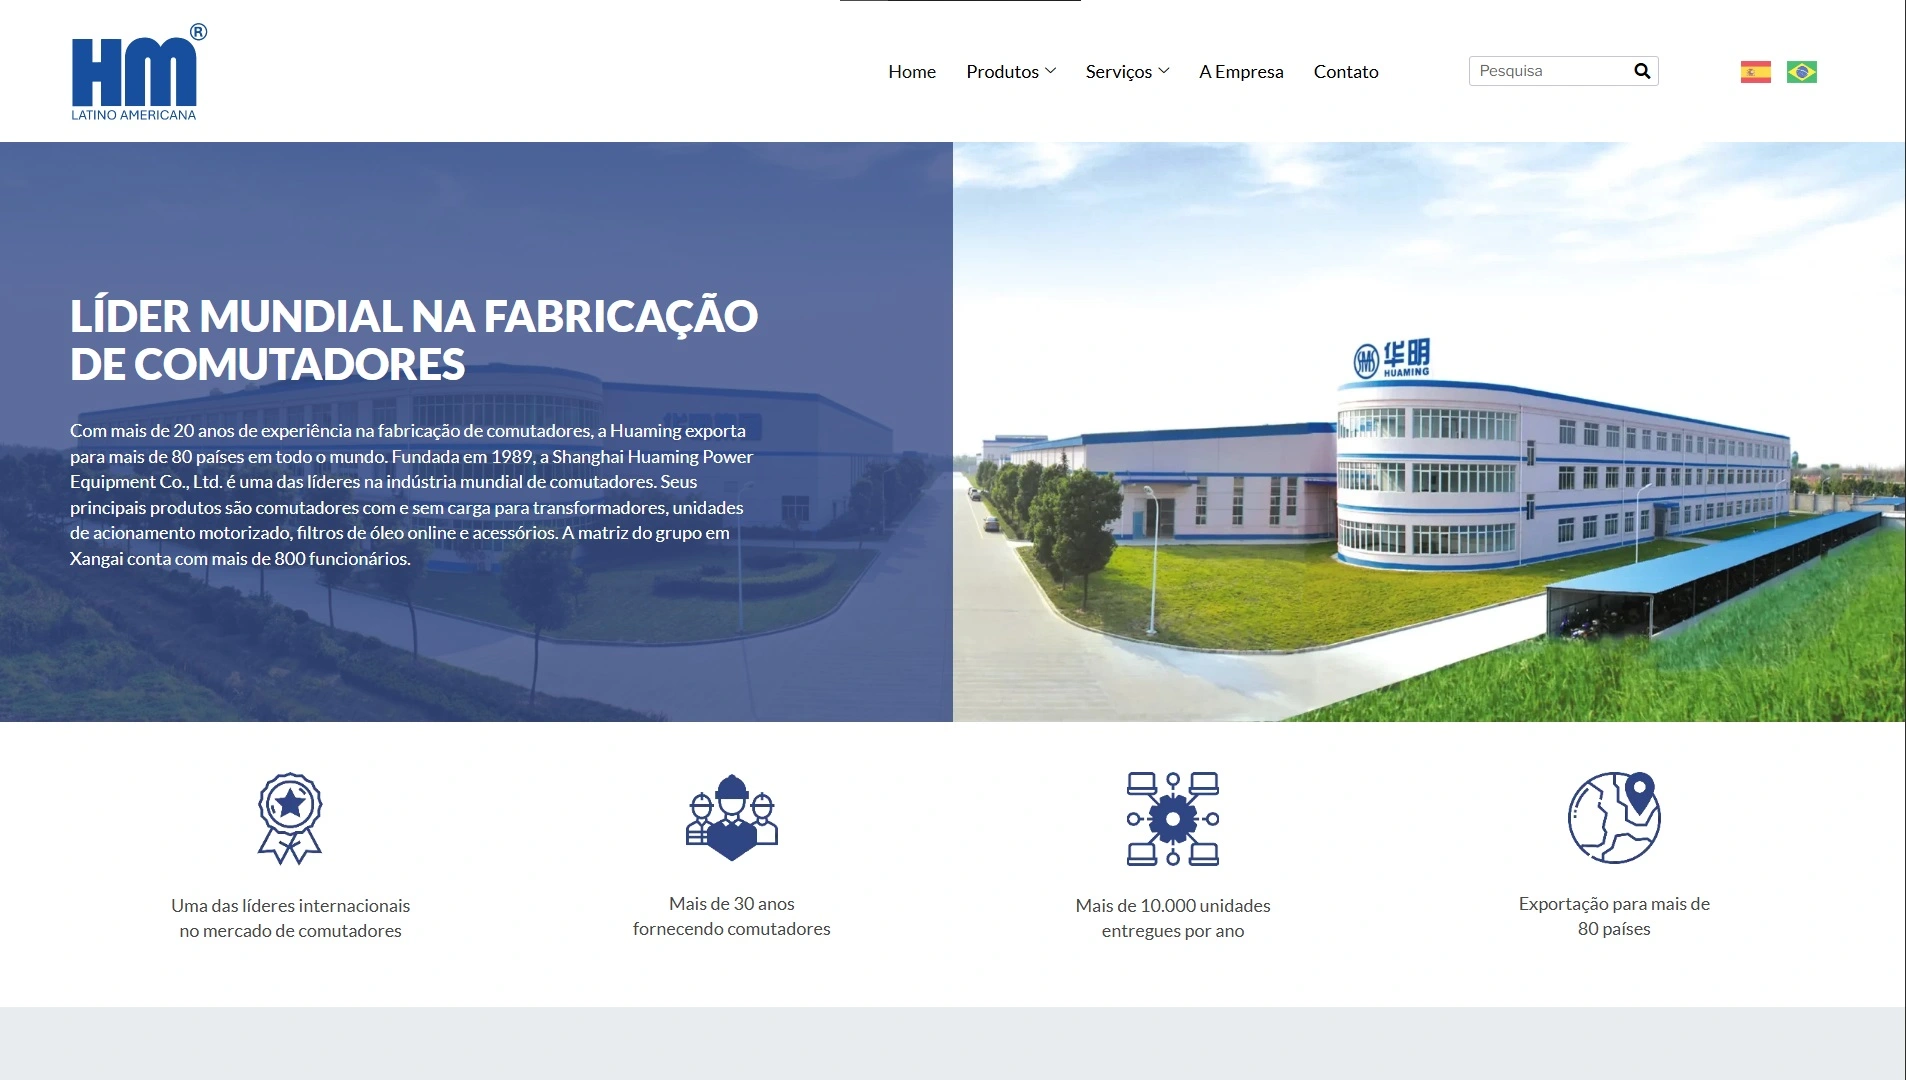 HM®
LATINO AMERICANA
Home
Produtos
Serviços
A Empresa
Contato
Pesquisa
LÍDER MUNDIAL NA FABRICAÇÃO
DE COMUTADORES
Com mais de 20 anos de experiência na fabricação de comutadores, a Huaming exporta
para mais de 80 países em todo o mundo. Fundada em 1989, a Shanghai Huaming Power
Equipment Co., Ltd. é uma das líderes na indústria mundial de comutadores. Seus
principais produtos são comutadores com e sem carga para transformadores, unidades
de acionamento motorizado, filtros de óleo online e acessórios. A matriz do grupo em
Xangai conta com mais de 800 funcionários.
华明
HUAMING
Uma das líderes internacionais
no mercado de comutadores
Mais de 30 anos
fornecendo comutadores
Mais de 10.000 unidades
entregues por ano
Exportação para mais de
80 países